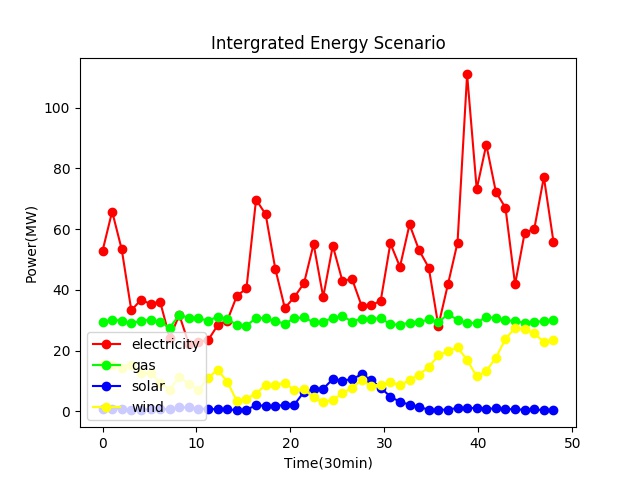 Intergrated Energy Scenario
Power(MW)
100
80
60
40
20
0
electricity
gas
solar
wind
0 10 20 30 40 50
Time(30min)